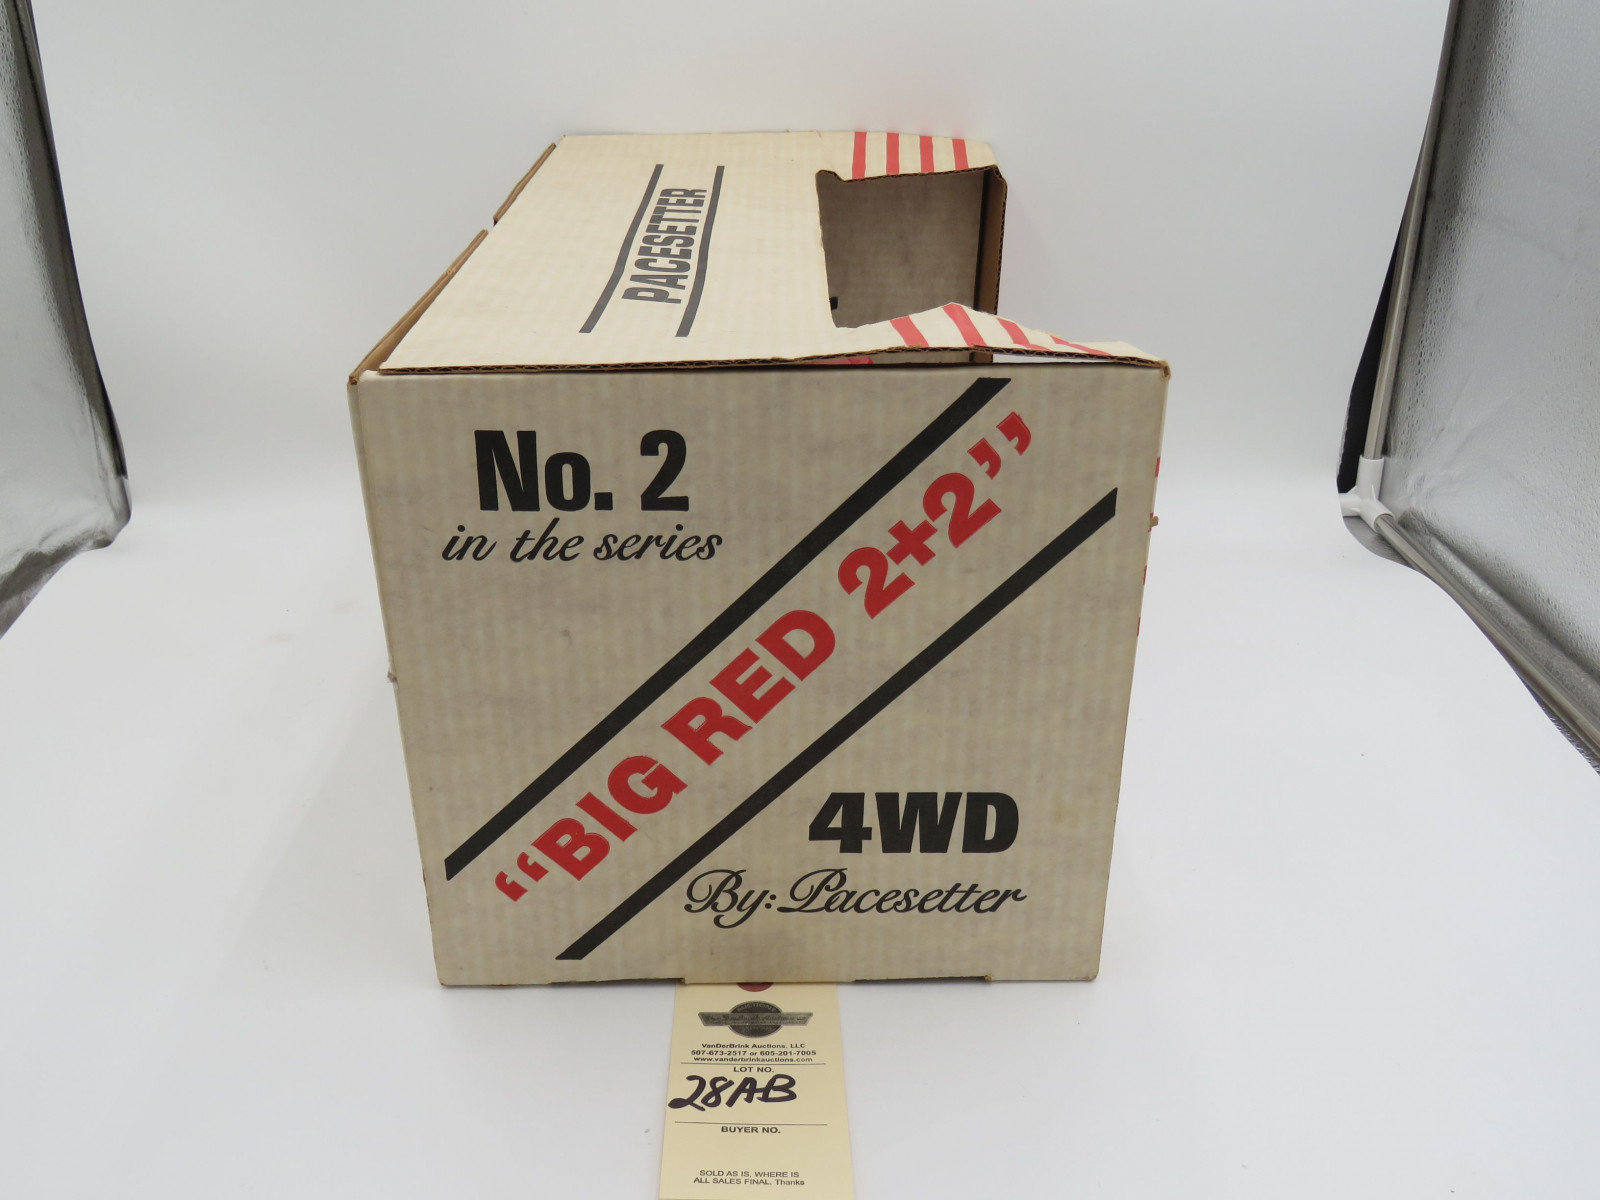 PACESETTER
No. 2
in the series
“BIG RED 2+2”
4WD
By: Pacesetter
VanDerBrink Auctions, LLC
507-673-2517 or 605-201-7005
www.vanderbrinkauctions.com
LOT NO.
28AB
BUYER NO.
SOLD AS IS, WHERE IS
ALL SALES FINAL. Thanks